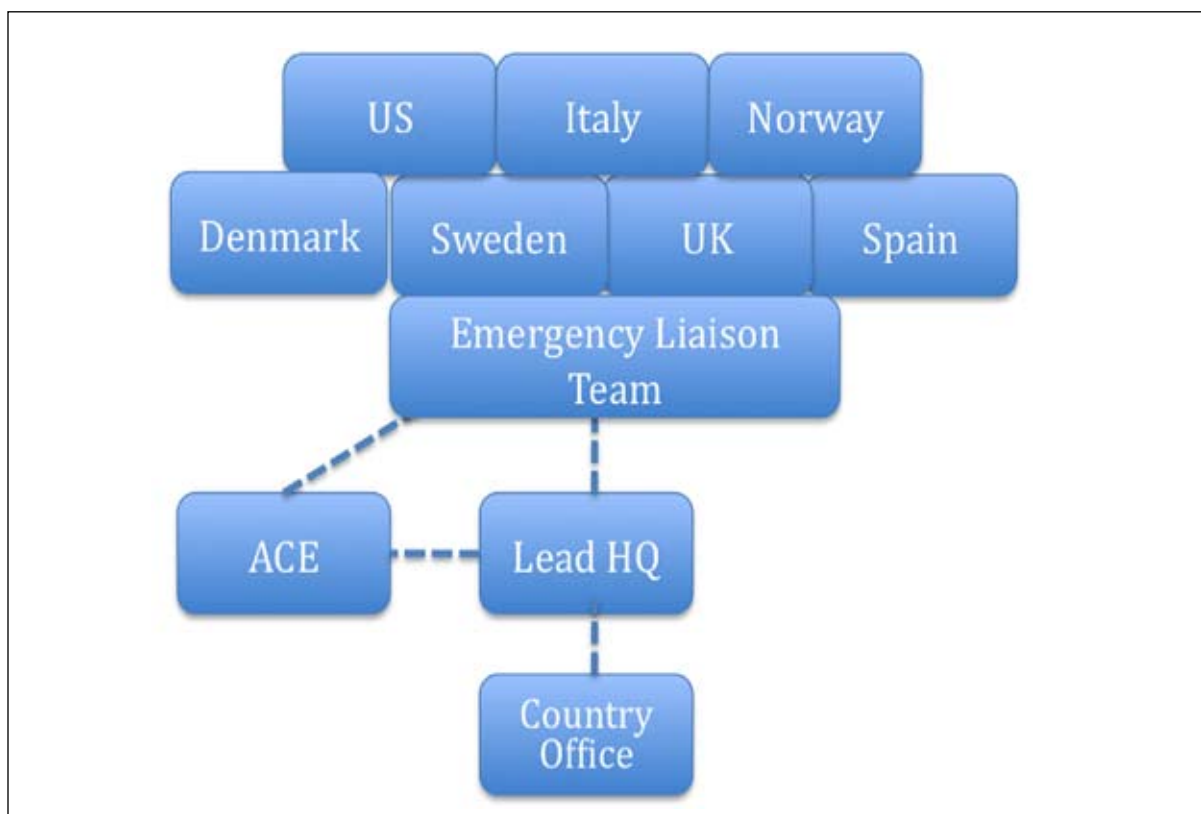 US
Italy
Norway
Denmark
Sweden
UK
Spain
Emergency Liaison
Team
ACE
Lead HQ
Country
Office